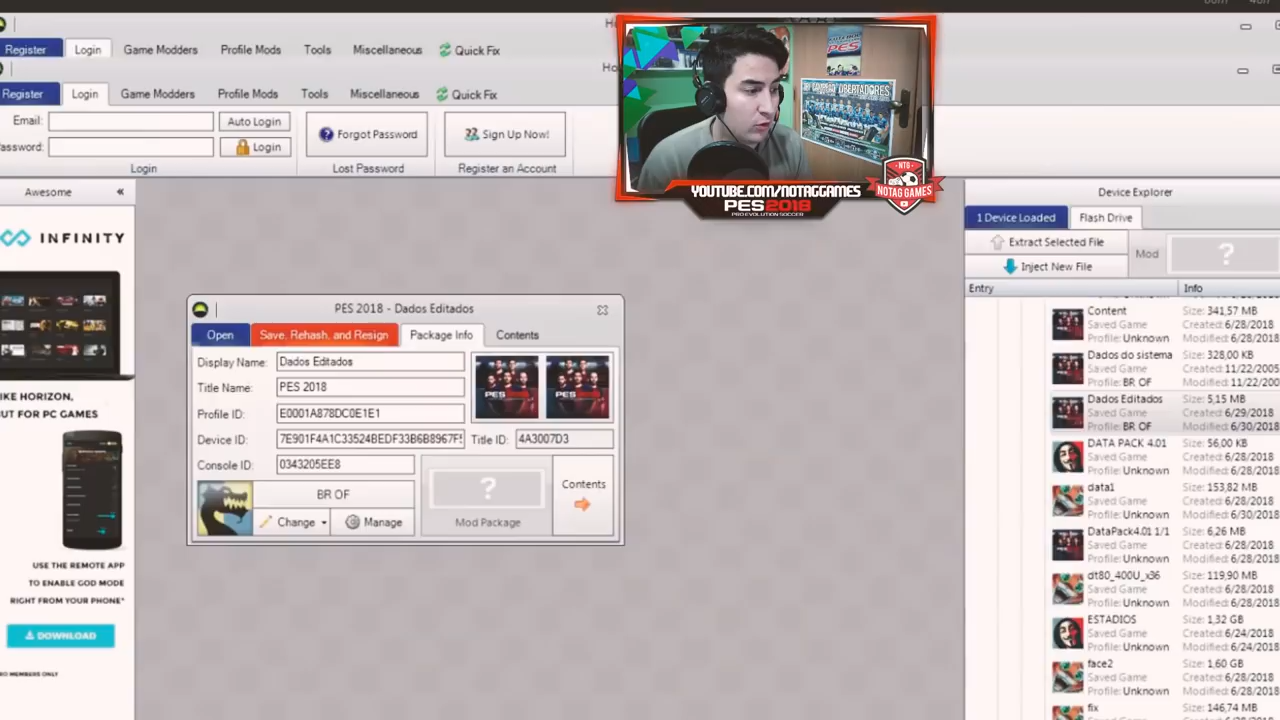 Register Login Game Modders Profile Mods Tools Miscellaneous Quick Fix
Register Login Game Modders Profile Mods Tools Miscellaneous Quick Fix
Email: Auto Login
assword: Login
Forgot Password
Sign Up Now!
Login Lost Password Register an Account
Awesome «
INFINITY
IKE HORIZON,
BUT FOR PC GAMES
USE THE REMOTE APP
TO ENABLE GOD MODE
RIGHT FROM YOUR PHONE*
DOWNLOAD
RO MEMBERS ONLY
YOUTUBE.COM/NOTAGGAMES
PES2018
PRO EVOLUTION SOCCER
NTG
NOTAG GAMES
PES
PES 2018 - Dados Editados
Open Save, Rehash, and Resign Package Info Contents
Display Name: Dados Editados
Title Name: PES 2018
Profile ID: E0001A878DC0E1E1
Device ID: 7E901F4A1C33524BEDF33B6B8967F Title ID: 4A3007D3
Console ID: 0343205EE8
BR OF
Change Manage
?
Mod Package
Contents
Device Explorer
1 Device Loaded Flash Drive
Extract Selected File
Inject New File
Mod ?
Entry Info
Content Size: 341,57 MB
Saved Game Created: 6/28/2018
Profile: Unknown Modified: 6/28/2018
Dados do sistema Size: 328,00 KB
Saved Game Created: 11/22/2005
Profile: BR OF Modified: 11/22/200
Dados Editados Size: 5,15 MB
Saved Game Created: 6/29/2018
Profile: BR OF Modified: 6/30/2018
DATA PACK 4.01 Size: 56,00 KB
Saved Game Created: 6/28/2018
Profile: Unknown Modified: 6/28/2018
data1 Size: 153,82 MB
Saved Game Created: 6/28/2018
Profile: Unknown Modified: 6/30/2018
DataPack4.01 1/1 Size: 6,26 MB
Saved Game Created: 6/28/2018
Profile: Unknown Modified: 6/28/2018
dt80_400U_x36 Size: 119,90 MB
Saved Game Created: 6/28/2018
Profile: Unknown Modified: 6/28/2018
ESTADIOS Size: 1,32 GB
Saved Game Created: 6/24/2018
Profile: Unknown Modified: 6/24/2018
face2 Size: 1,60 GB
Saved Game Created: 6/28/2018
Profile: Unknown Modified: 6/28/2018
fix Size: 146,74 MB